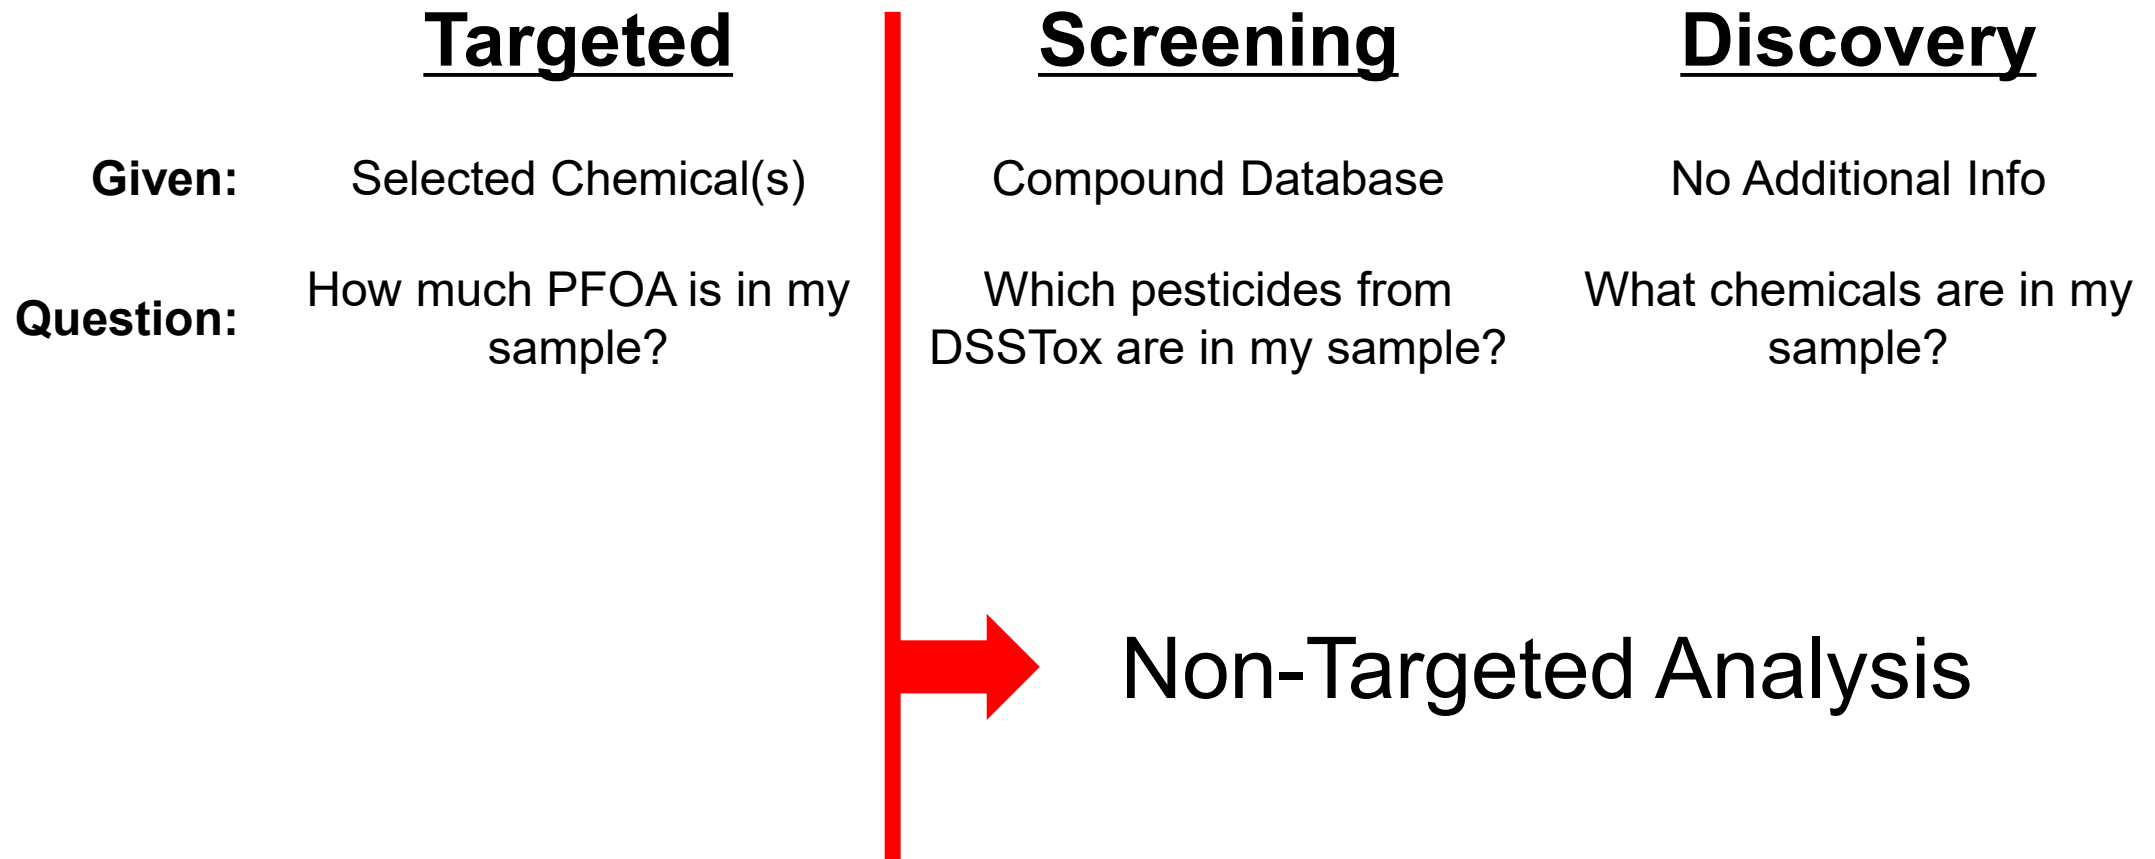 Targeted Screening Discovery
Given: Selected Chemical(s) Compound Database No Additional Info
Question: How much PFOA is in my sample? Which pesticides from DSSTox are in my sample? What chemicals are in my sample?
Non-Targeted Analysis